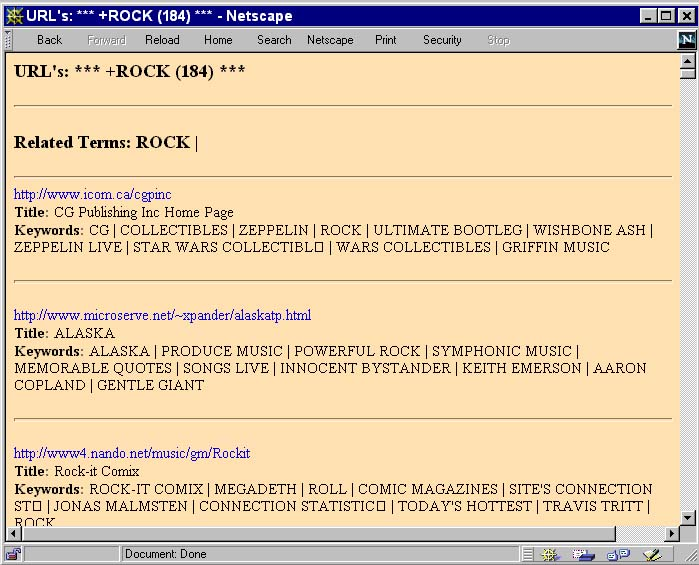 URL's: *** +ROCK (184) *** - Netscape
Back Forward Reload Home Search Netscape Print Security Stop
N
URL's: *** +ROCK (184) ***
Related Terms: ROCK |
http://www.icom.ca/cgpinc
Title: CG Publishing Inc Home Page
Keywords: CG | COLLECTIBLES | ZEPPELIN | ROCK | ULTIMATE BOOTLEG | WISHBONE ASH |
ZEPPELIN LIVE | STAR WARS COLLECTIBL▯ | WARS COLLECTIBLES | GRIFFIN MUSIC
http://www.microserve.net/~xpander/alaskatp.html
Title: ALASKA
Keywords: ALASKA | PRODUCE MUSIC | POWERFUL ROCK | SYMPHONIC MUSIC |
MEMORABLE QUOTES | SONGS LIVE | INNOCENT BYSTANDER | KEITH EMERSON | AARON
COPLAND | GENTLE GIANT
http://www4.nando.net/music/gm/Rockit
Title: Rock-it Comix
Keywords: ROCK-IT COMIX | MEGADETH | ROLL | COMIC MAGAZINES | SITE'S CONNECTION
ST▯ | JONAS MALMSTEN | CONNECTION STATISTIC▯ | TODAY'S HOTTEST | TRAVIS TRITT |
ROCK
Document: Done